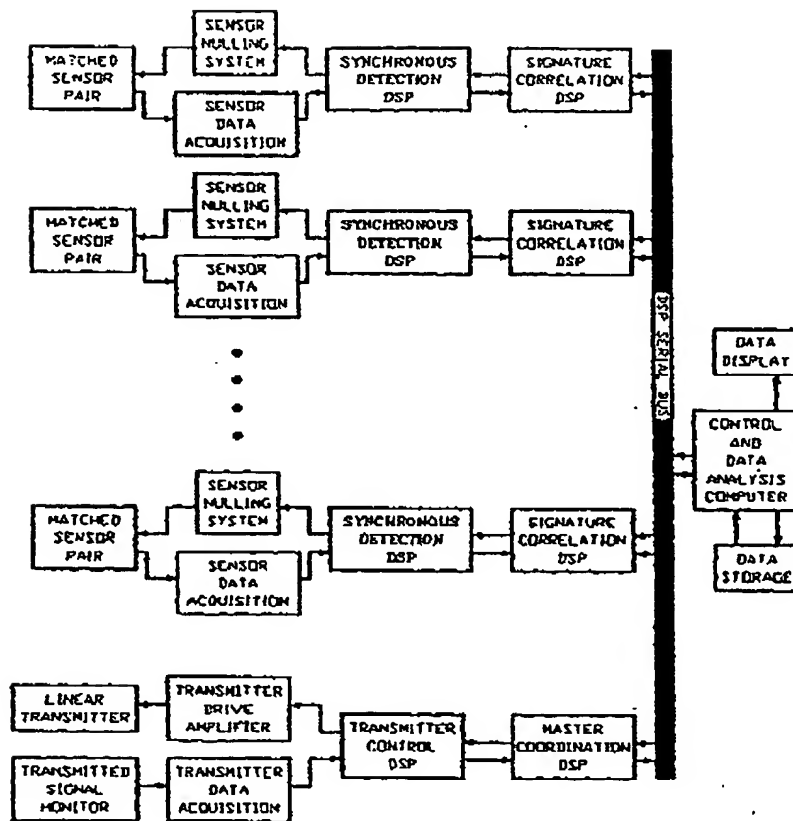 SENSOR
NULLING
SYSTEM
MATCHED
SENSOR
PAIR
SENSOR
DATA
ACQUISITION
SYNCHRONOUS
DETECTION
DSP
SIGNATURE
CORRELATION
DSP
SENSOR
NULLING
SYSTEM
MATCHED
SENSOR
PAIR
SENSOR
DATA
ACQUISITION
SYNCHRONOUS
DETECTION
DSP
SIGNATURE
CORRELATION
DSP
DSP SERIAL BUS
DATA
DISPLAY
CONTROL
AND
DATA
ANALYSIS
COMPUTER
DATA
STORAGE
SENSOR
NULLING
SYSTEM
MATCHED
SENSOR
PAIR
SENSOR
DATA
ACQUISITION
SYNCHRONOUS
DETECTION
DSP
SIGNATURE
CORRELATION
DSP
LINEAR
TRANSMITTER
TRANSMITTER
DRIVE
AMPLIFIER
TRANSMITTED
SIGNAL
MONITOR
TRANSMITTER
DATA
ACQUISITION
TRANSMITTER
CONTROL
DSP
MASTER
COORDINATION
DSP